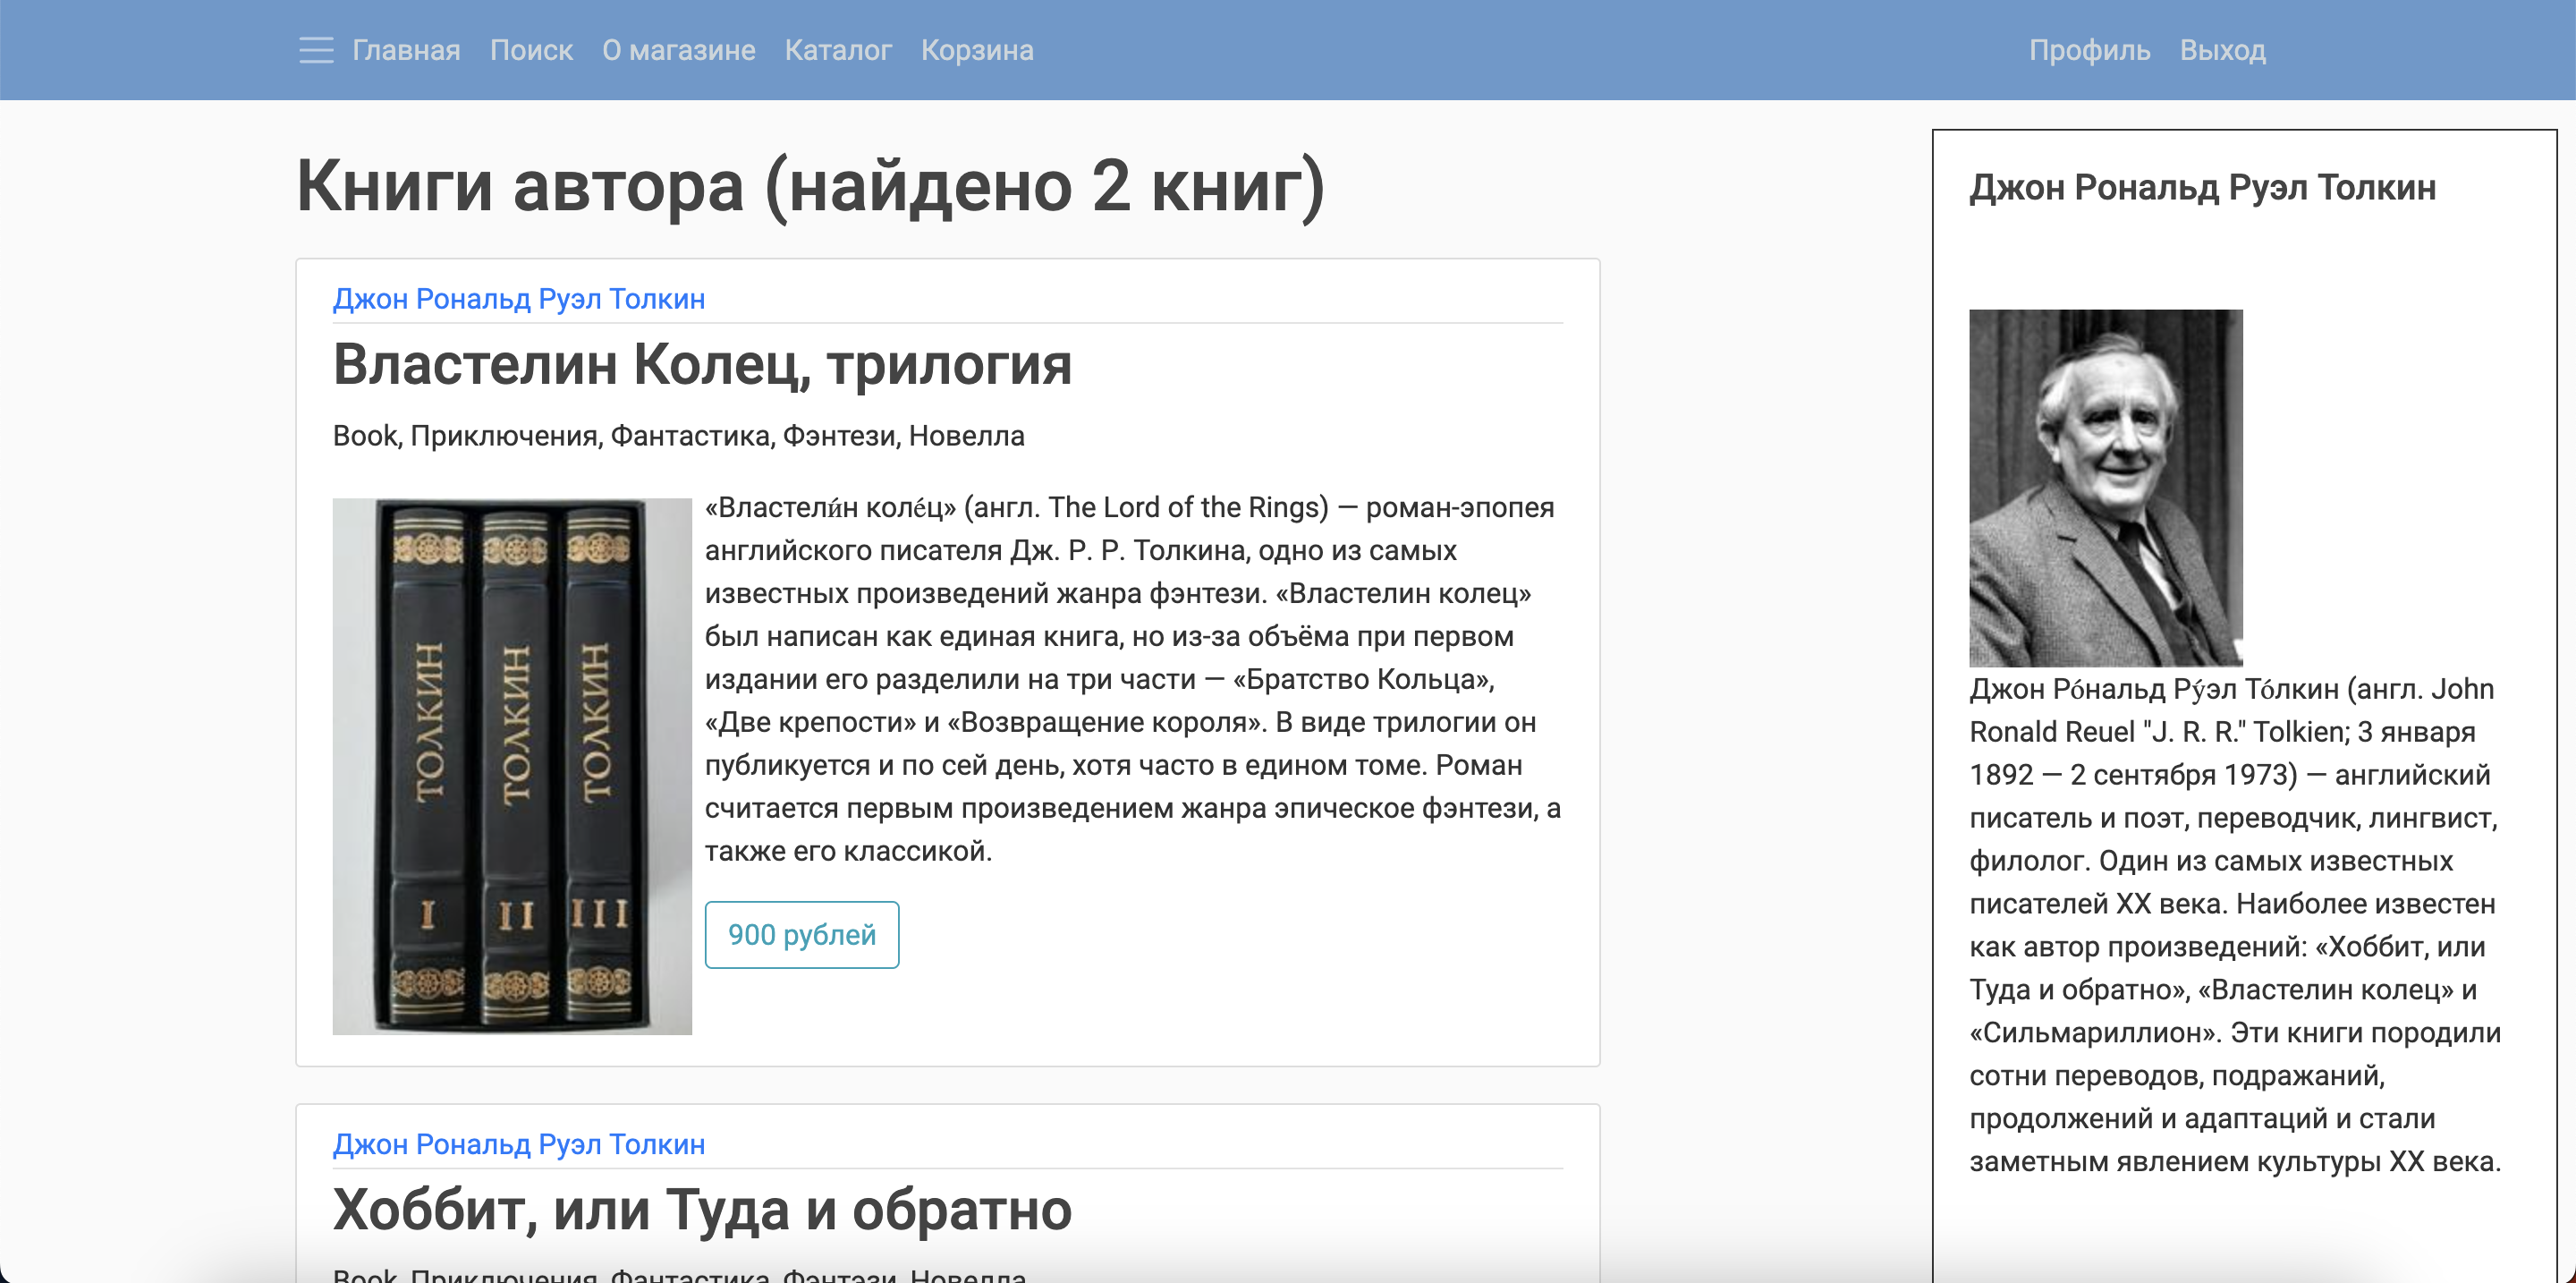 Главная Поиск О магазине Каталог Корзина Профиль Выход
Книги автора (найдено 2 книг)
Джон Рональд Руэл Толкин
Властелин Колец, трилогия
Book, Приключения, Фантастика, Фэнтези, Новелла
ТОЛКИН I
ТОЛКИН II
ТОЛКИН III
«Властели́н коле́ц» (англ. The Lord of the Rings) — роман-эпопея
английского писателя Дж. Р. Р. Толкина, одно из самых
известных произведений жанра фэнтези. «Властелин колец»
был написан как единая книга, но из-за объёма при первом
издании его разделили на три части — «Братство Кольца»,
«Две крепости» и «Возвращение короля». В виде трилогии он
публикуется и по сей день, хотя часто в едином томе. Роман
считается первым произведением жанра эпическое фэнтези, а
также его классикой.
900 рублей
Джон Рональд Руэл Толкин
Хоббит, или Туда и обратно
Book, Приключения, Фантастика, Фэнтэзи, Новелла
Джон Рональд Руэл Толкин
Джон Ро́нальд Ру́эл То́лкин (англ. John
Ronald Reuel "J. R. R." Tolkien; 3 января
1892 — 2 сентября 1973) — английский
писатель и поэт, переводчик, лингвист,
филолог. Один из самых известных
писателей XX века. Наиболее известен
как автор произведений: «Хоббит, или
Туда и обратно», «Властелин колец» и
«Сильмариллион». Эти книги породили
сотни переводов, подражаний,
продолжений и адаптаций и стали
заметным явлением культуры XX века.